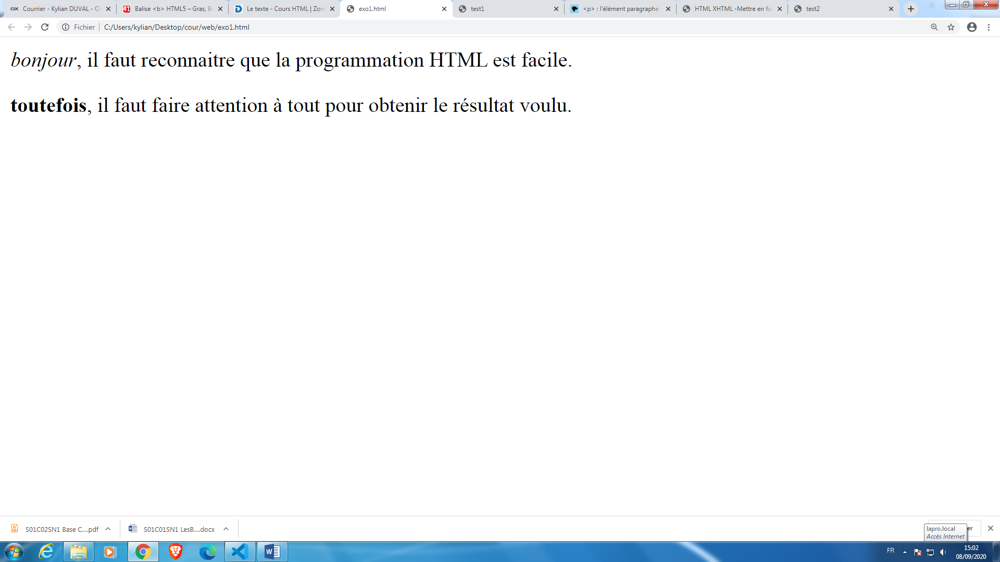 Courrier - Kylian DUVAL - O
Balise <b> HTML5 – Gras, B
Le texte - Cours HTML | Zon
exo1.html
test1
<p> : l'élément paragraphe
HTML XHTML -Mettre en fo
test2
Fichier
C:/Users/kylian/Desktop/cour/web/exo1.html
bonjour, il faut reconnaitre que la programmation HTML est facile.
toutefois, il faut faire attention à tout pour obtenir le résultat voulu.
S01C02SN1 Base C....pdf
S01C01SN1 LesB....docx
er
lapro.local
Accès Internet
FR
15:02
08/09/2020